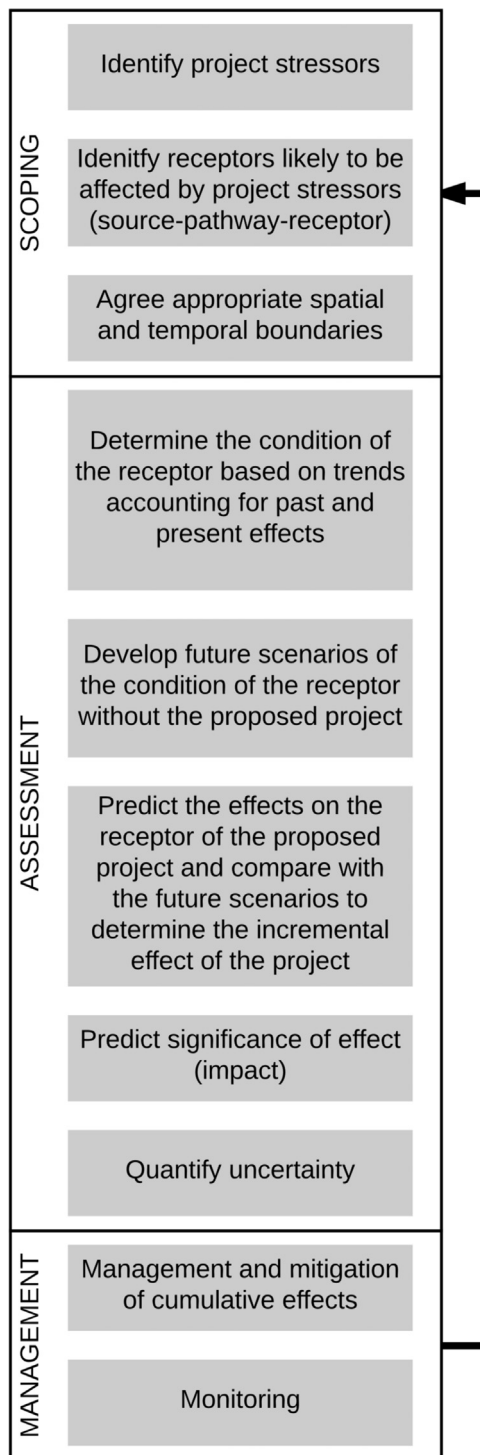 SCOPING
Identify project stressors
Idenitfy receptors likely to be
affected by project stressors
(source-pathway-receptor)
Agree appropriate spatial
and temporal boundaries
ASSESSMENT
Determine the condition of
the receptor based on trends
accounting for past and
present effects
Develop future scenarios of
the condition of the receptor
without the proposed project
Predict the effects on the
receptor of the proposed
project and compare with
the future scenarios to
determine the incremental
effect of the project
Predict significance of effect
(impact)
Quantify uncertainty
MANAGEMENT
Management and mitigation
of cumulative effects
Monitoring